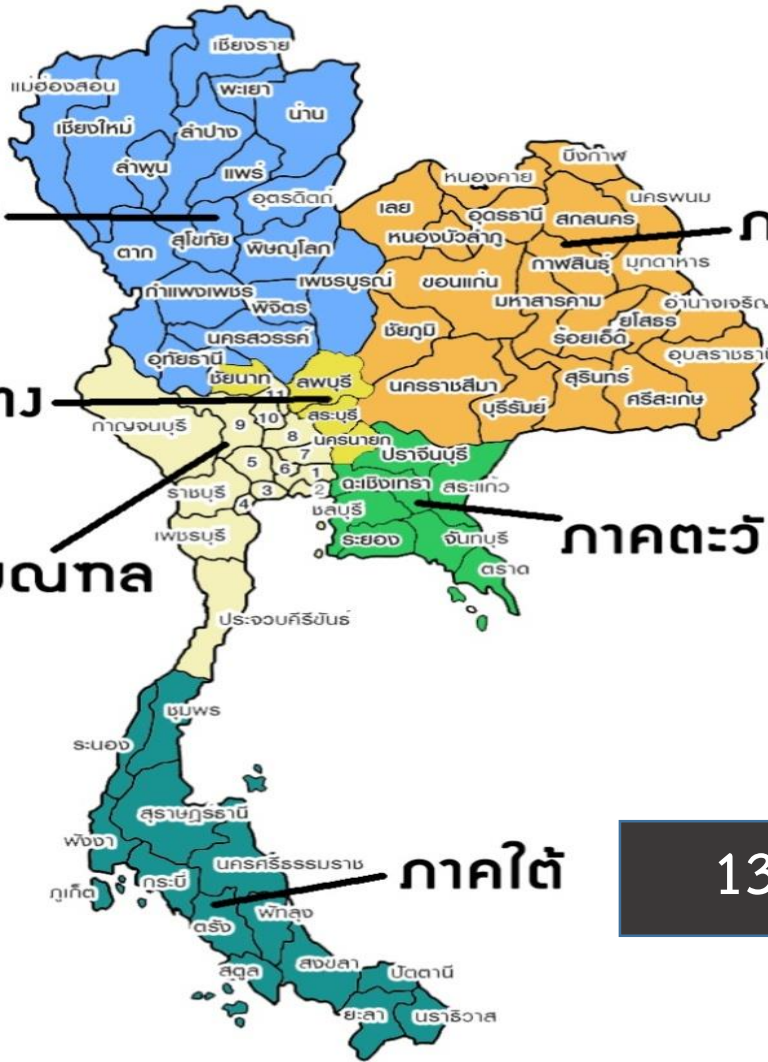 เชียงราย
แม่ฮ่องสอน
พะเยา
น่าน
เชียงใหม่
ลำปาง
ลำพูน
แพร่
อุตรดิตถ์
ตาก
สุโขทัย
พิษณุโลก
กำแพงเพชร
เพชรบูรณ์
พิจิตร
นครสวรรค์
อุทัยธานี
บึงกาฬ
หนองคาย
เลย
อุดรธานี
สกลนคร
นครพนม
หนองบัวลำภู
กาฬสินธุ์
มุกดาหาร
ขอนแก่น
มหาสารคาม
อำนาจเจริญ
ชัยภูมิ
ยโสธร
ร้อยเอ็ด
อุบลราชธานี
นครราชสีมา
สุรินทร์
บุรีรัมย์
ศรีสะเกษ
ภ
ชัยนาท
ลพบุรี
11
สระบุรี
กาญจนบุรี
9
10
8
นครนายก
7
5
6
1
ราชบุรี
3
2
4
เพชรบุรี
ปราจีนบุรี
ฉะเชิงเทรา
สระแก้ว
ชลบุรี
ระยอง
จันทบุรี
ตราด
าง
ภาคตะวั
มณฑล
ประจวบคีรีขันธ์
ชุมพร
ระนอง
สุราษฎร์ธานี
พังงา
นครศรีธรรมราช
กระบี่
ภูเก็ต
ตรัง
พัทลุง
ภาคใต้
สงขลา
สตูล
ปัตตานี
ยะลา
นราธิวาส
13